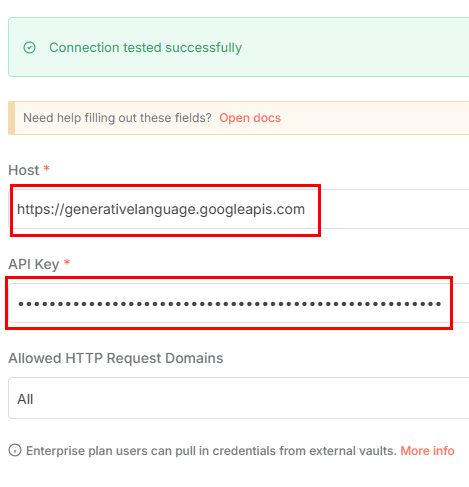 Connection tested successfully
Need help filling out these fields? Open docs
Host *
https://generativelanguage.googleapis.com
API Key *
••••••••••••••••••••••••••••••••••••••••••••••••••••••
Allowed HTTP Request Domains
All
Enterprise plan users can pull in credentials from external vaults. More info